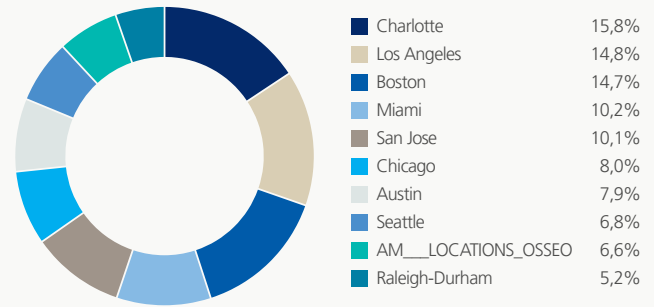 Charlotte 15,8%
Los Angeles 14,8%
Boston 14,7%
Miami 10,2%
San Jose 10,1%
Chicago 8,0%
Austin 7,9%
Seattle 6,8%
AM___LOCATIONS_OSSEO 6,6%
Raleigh-Durham 5,2%